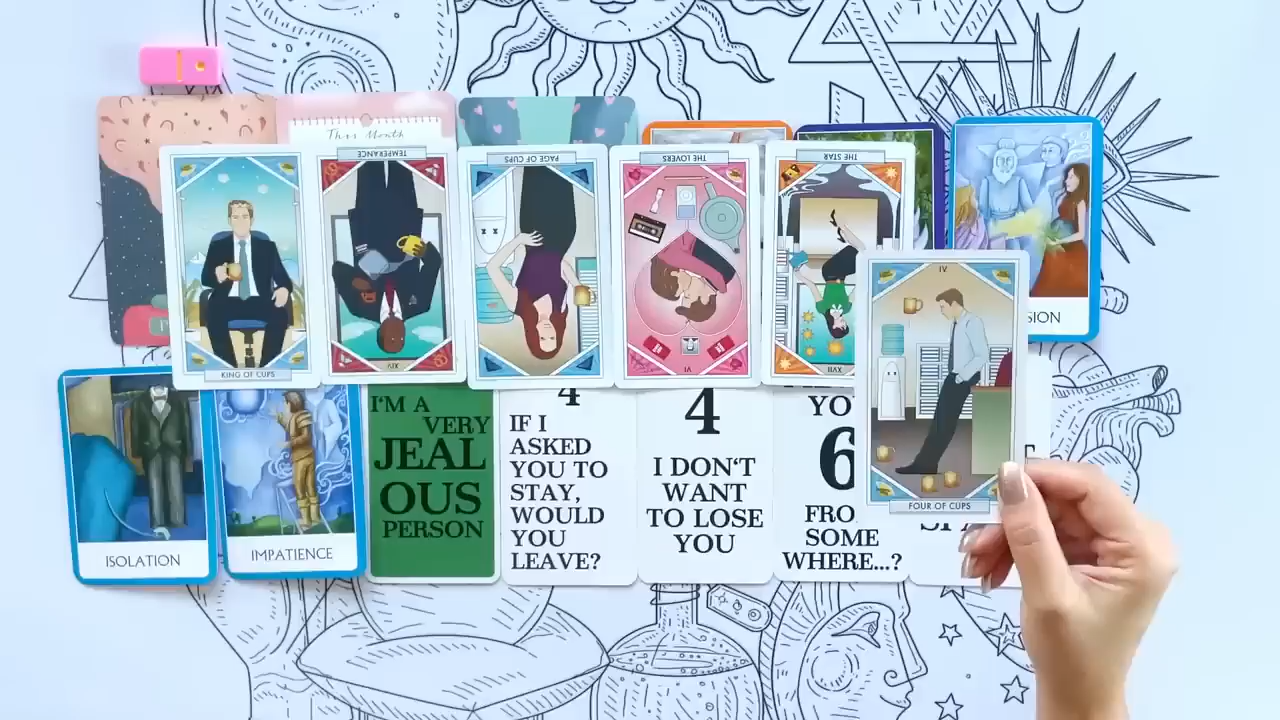 This Month
TEMPERANCE
PAGE OF CUPS
THE LOVERS
THE STAR
IV
SION
KING OF CUPS
XIV
VI
XVII
FOUR OF CUPS
ISOLATION
IMPATIENCE
I'M A
VERY
JEAL
OUS
PERSON
4
IF I
ASKED
YOU TO
STAY,
WOULD
YOU
LEAVE?
4
I DON'T
WANT
TO LOSE
YOU
YO
6
FRO
SOME
WHERE...?